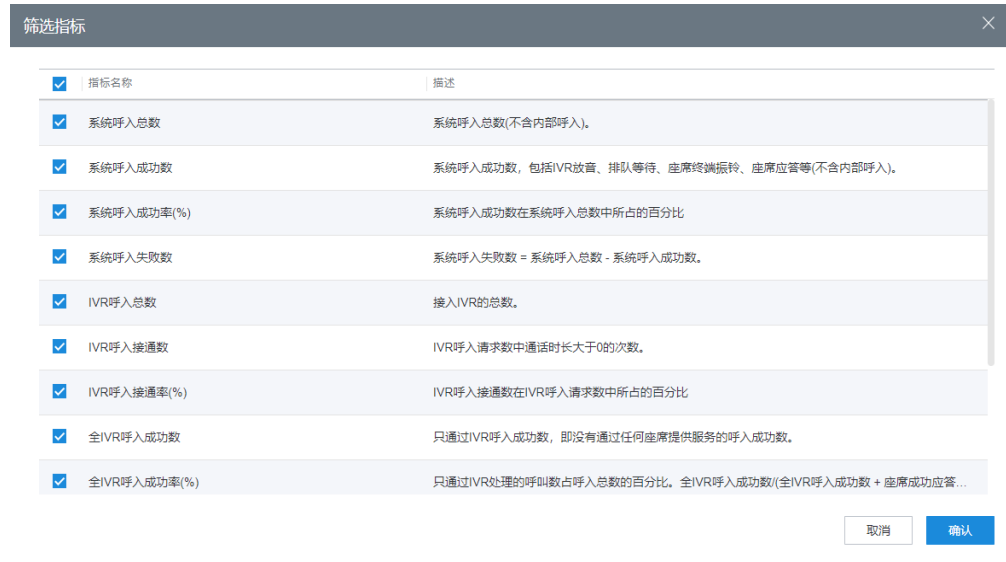 筛选指标
指标名称 描述
系统呼入总数 系统呼入总数(不含内部呼入)。
系统呼入成功数 系统呼入成功数，包括IVR放音、排队等待、座席终端振铃、座席应答等(不含内部呼入)。
系统呼入成功率(%) 系统呼入成功数在系统呼入总数中所占的百分比
系统呼入失败数 系统呼入失败数 = 系统呼入总数 - 系统呼入成功数。
IVR呼入总数 接入IVR的总数。
IVR呼入接通数 IVR呼入请求数中通话时长大于0的次数。
IVR呼入接通率(%) IVR呼入接通数在IVR呼入请求数中所占的百分比
全IVR呼入成功数 只通过IVR呼入成功数，即没有通过任何座席提供服务的呼入成功数。
全IVR呼入成功率(%) 只通过IVR处理的呼叫数占呼入总数的百分比。全IVR呼入成功数/(全IVR呼入成功数 + 座席成功应答...
取消 确认